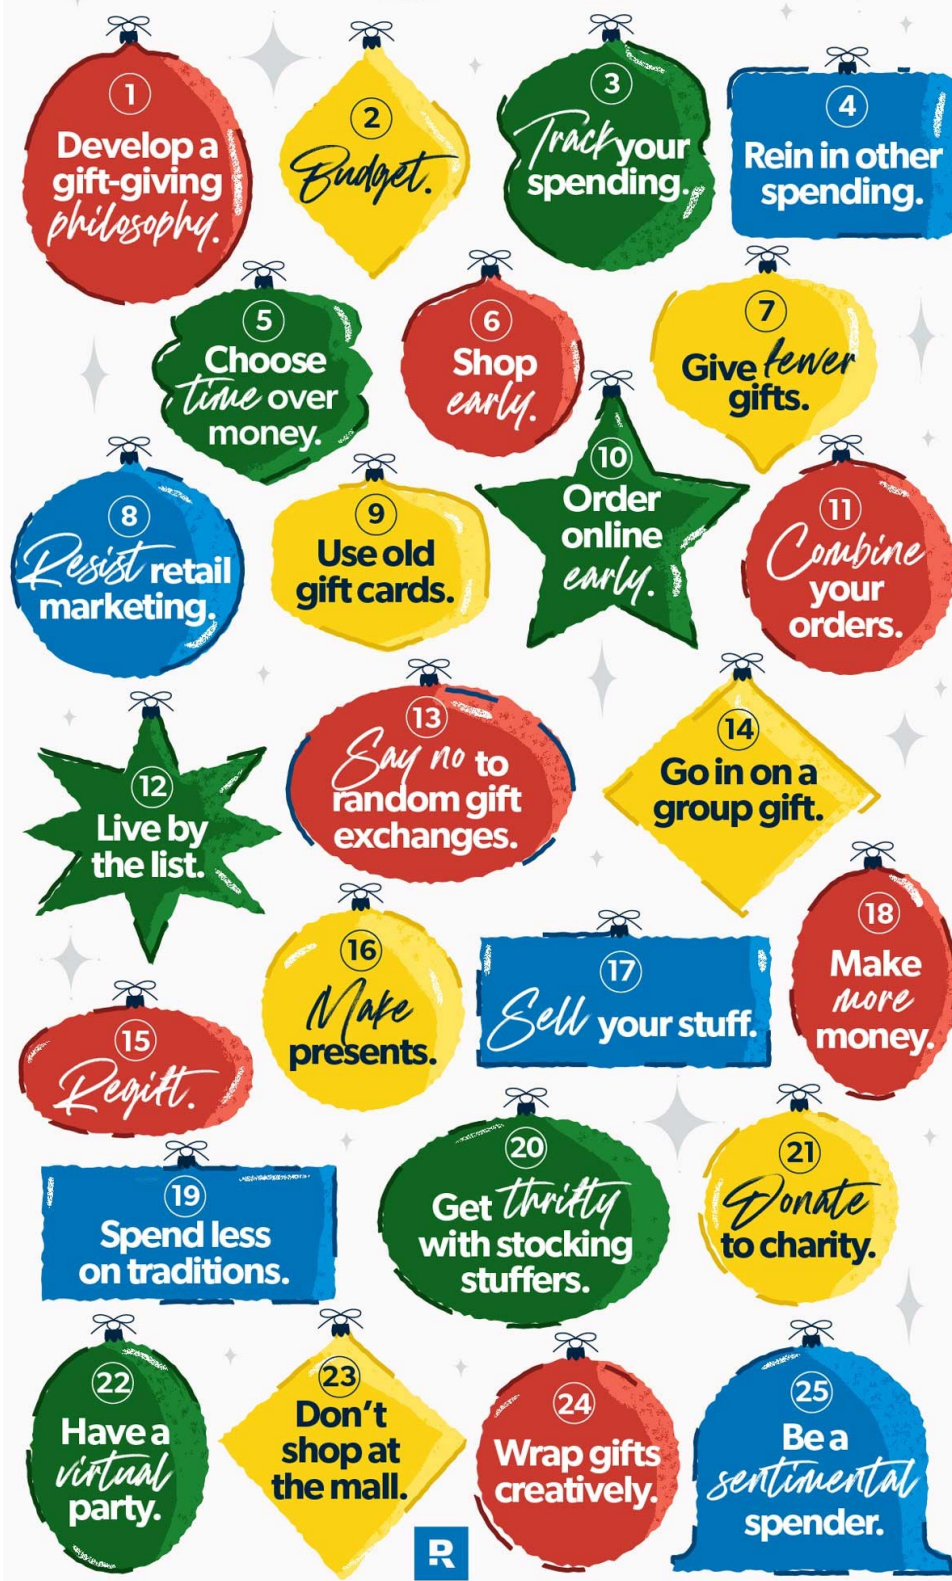 1
Develop a
gift-giving
philosophy.
2
Budget.
3
Track your
spending.
4
Rein in other
spending.
5
Choose
time over
money.
6
Shop
early.
7
Give fewer
gifts.
8
Resist retail
marketing.
9
Use old
gift cards.
10
Order
online
early.
11
Combine
your
orders.
12
Live by
the list.
13
Say no to
random gift
exchanges.
14
Go in on a
group gift.
15
Regift.
16
Make
presents.
17
Sell your stuff.
18
Make
more
money.
19
Spend less
on traditions.
20
Get thrifty
with stocking
stuffers.
21
Donate
to charity.
22
Have a
virtual
party.
23
Don't
shop at
the mall.
24
Wrap gifts
creatively.
25
Be a
sentimental
spender.
R